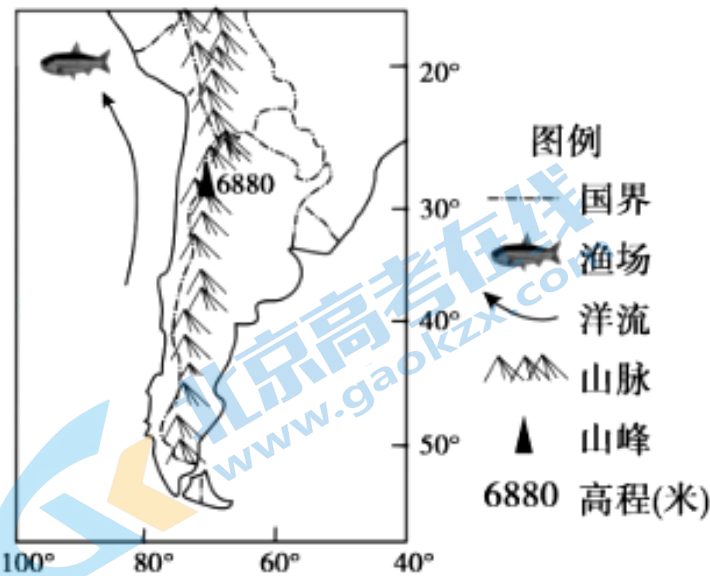 20°
6880
30°
40°
50°
100°
80°
60°
40°
图例
国界
渔场
洋流
山脉
山峰
6880 高程(米)
北京高考在线
www.gaokzx.com